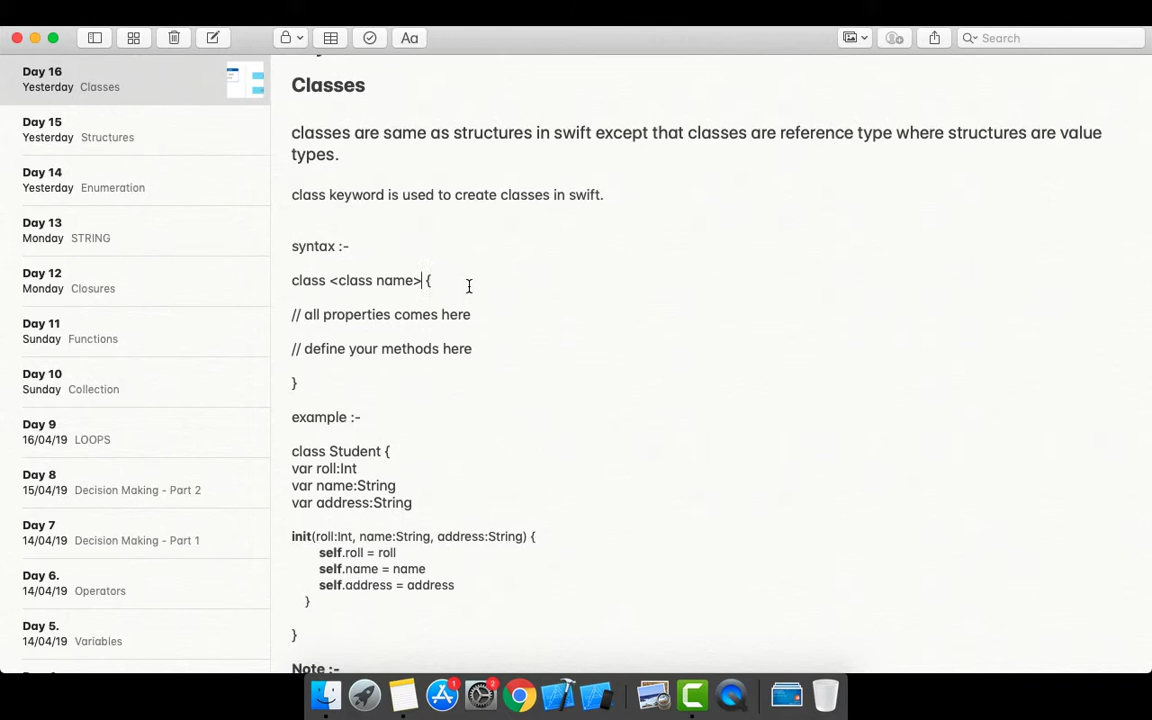 Search
Day 16
Yesterday Classes
Day 15
Yesterday Structures
Day 14
Yesterday Enumeration
Day 13
Monday STRING
Day 12
Monday Closures
Day 11
Sunday Functions
Day 10
Sunday Collection
Day 9
16/04/19 LOOPS
Day 8
15/04/19 Decision Making - Part 2
Day 7
14/04/19 Decision Making - Part 1
Day 6.
14/04/19 Operators
Day 5.
14/04/19 Variables
Classes
classes are same as structures in swift except that classes are reference type where structures are value
types.
class keyword is used to create classes in swift.
syntax :-
class <class name> {
// all properties comes here
// define your methods here
}
example :-
class Student {
var roll:Int
var name:String
var address:String
init(roll:Int, name:String, address:String) {
self.roll = roll
self.name = name
self.address = address
}
}
Note :-
Aa
1
2